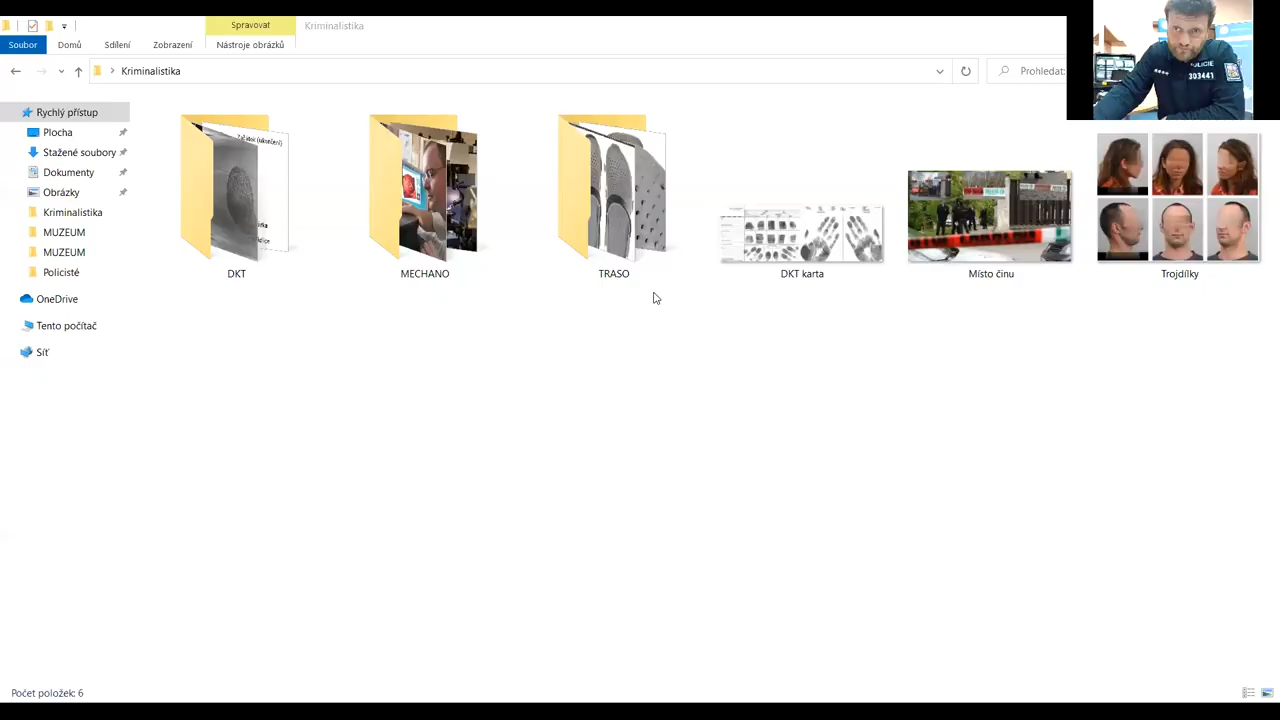 Spravovat
Kriminalistika
Soubor
Domů
Sdílení
Zobrazení
Nástroje obrázků
Kriminalistika
Prohledat:
Rychlý přístup
Plocha
Stažené soubory
Dokumenty
Obrázky
Kriminalistika
MUZEUM
MUZEUM
Policisté
OneDrive
Tento počítač
Síť
DKT
MECHANO
TRASO
DKT karta
Místo činu
Trojdílky
POLICIE
303441
Počet položek: 6